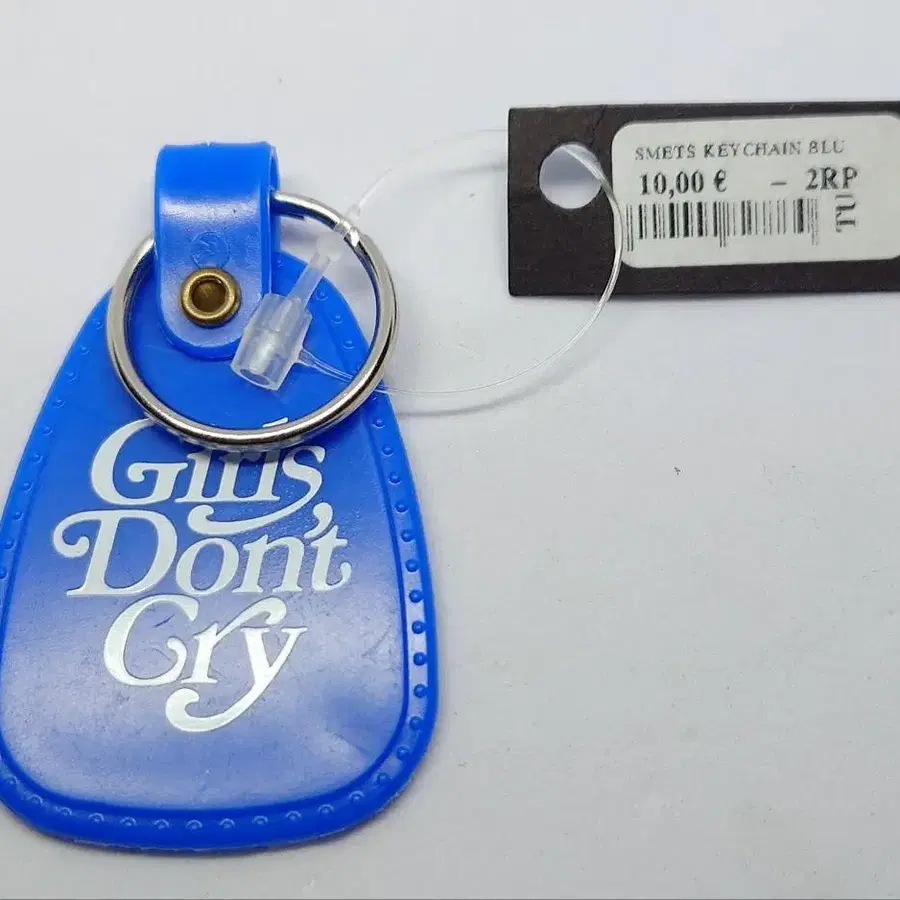 Girls
Don't
Cry
SMETS KEYCHAIN BLU
10,00 € – 2RP
TU